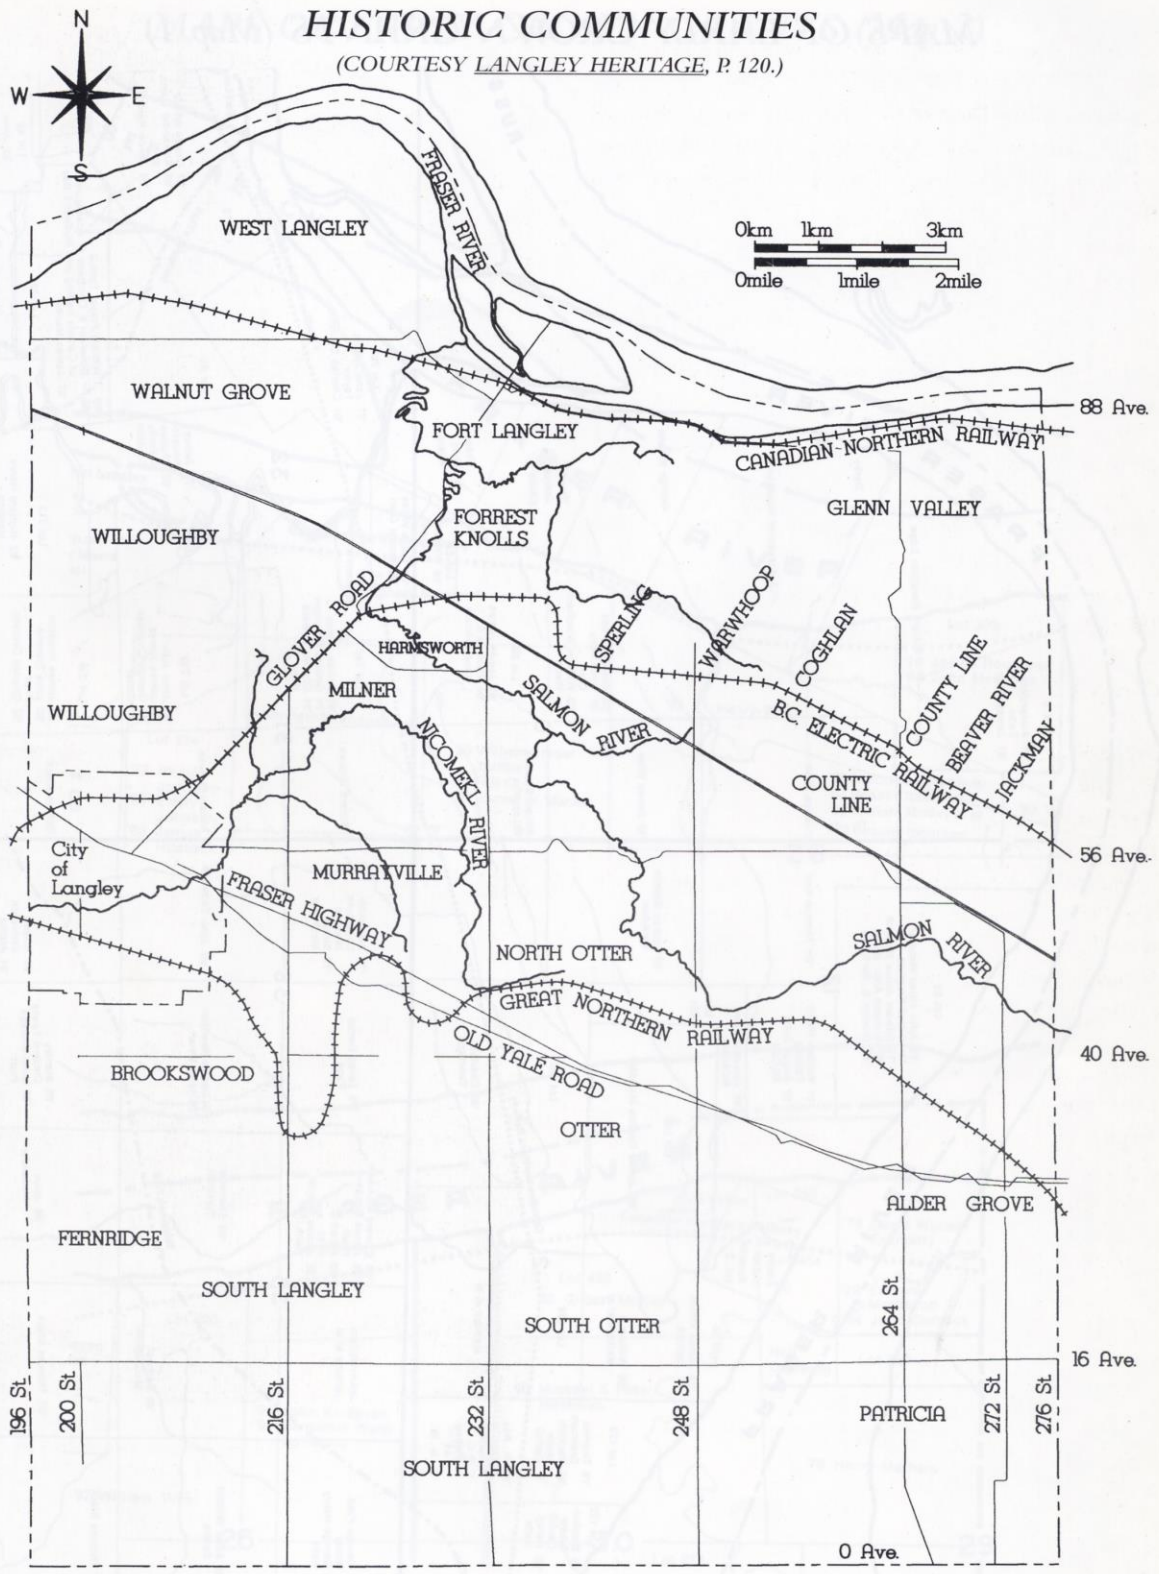 HISTORIC COMMUNITIES
(COURTESY LANGLEY HERITAGE, P. 120.)
N
W
E
S
FRASER RIVER
WEST LANGLEY
0km 1km 3km
0mile 1mile 2mile
WALNUT GROVE
88 Ave.
FORT LANGLEY
CANADIAN-NORTHERN RAILWAY
GLENN VALLEY
FORREST
KNOLLS
WILLOUGHBY
GLOVER ROAD
SPERLING
WARWHOOP
COGHLAN
COUNTY LINE
BEAVER RIVER
JACKMAN
HARMSWORTH
MILNER
SALMON RIVER
B.C. ELECTRIC RAILWAY
WILLOUGHBY
NICOMEKL RIVER
COUNTY
LINE
City
of
Langley
56 Ave.
MURRAYVILLE
FRASER HIGHWAY
NORTH OTTER
SALMON RIVER
GREAT NORTHERN RAILWAY
OLD YALE ROAD
40 Ave.
BROOKSWOOD
OTTER
ALDER GROVE
FERNRIDGE
SOUTH LANGLEY
SOUTH OTTER
264 St.
16 Ave.
196 St.
200 St.
216 St.
232 St.
248 St.
272 St.
276 St.
PATRICIA
SOUTH LANGLEY
0 Ave.